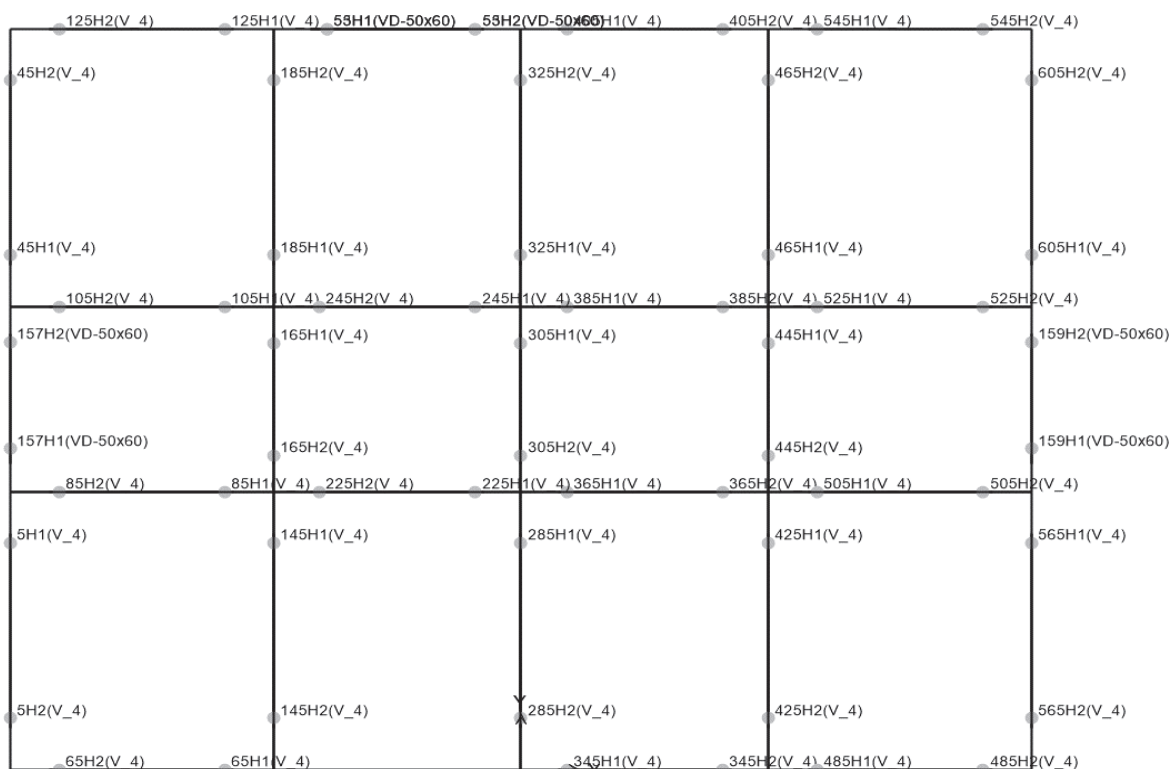 125H2(V_4) 125H1(V_4) 53H1(VD-50x60) 53H2(VD-50x60) 405H2(V_4) 545H1(V_4) 545H2(V_4)
45H2(V_4) 185H2(V_4) 325H2(V_4) 465H2(V_4) 605H2(V_4)
45H1(V_4) 185H1(V_4) 325H1(V_4) 465H1(V_4) 605H1(V_4)
105H2(V_4) 105H1(V_4) 245H2(V_4) 245H1(V_4) 385H1(V_4) 385H2(V_4) 525H1(V_4) 525H2(V_4)
157H2(VD-50x60) 165H1(V_4) 305H1(V_4) 445H1(V_4) 159H2(VD-50x60)
157H1(VD-50x60) 165H2(V_4) 305H2(V_4) 445H2(V_4) 159H1(VD-50x60)
85H2(V_4) 85H1(V_4) 225H2(V_4) 225H1(V_4) 365H1(V_4) 365H2(V_4) 505H1(V_4) 505H2(V_4)
5H1(V_4) 145H1(V_4) 285H1(V_4) 425H1(V_4) 565H1(V_4)
Y
5H2(V_4) 145H2(V_4) 285H2(V_4) 425H2(V_4) 565H2(V_4)
65H2(V_4) 65H1(V_4) 345H1(V_4) 345H2(V_4) 485H1(V_4) 485H2(V_4)